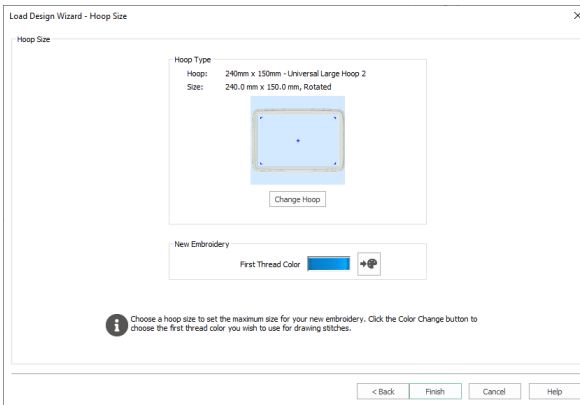 Load Design Wizard - Hoop Size
Hoop Size
Hoop Type
Hoop: 240mm x 150mm - Universal Large Hoop 2
Size: 240.0 mm x 150.0 mm, Rotated
Change Hoop
New Embroidery
First Thread Color
Choose a hoop size to set the maximum size for your new embroidery. Click the Color Change button to
choose the first thread color you wish to use for drawing stitches.
< Back Finish Cancel Help